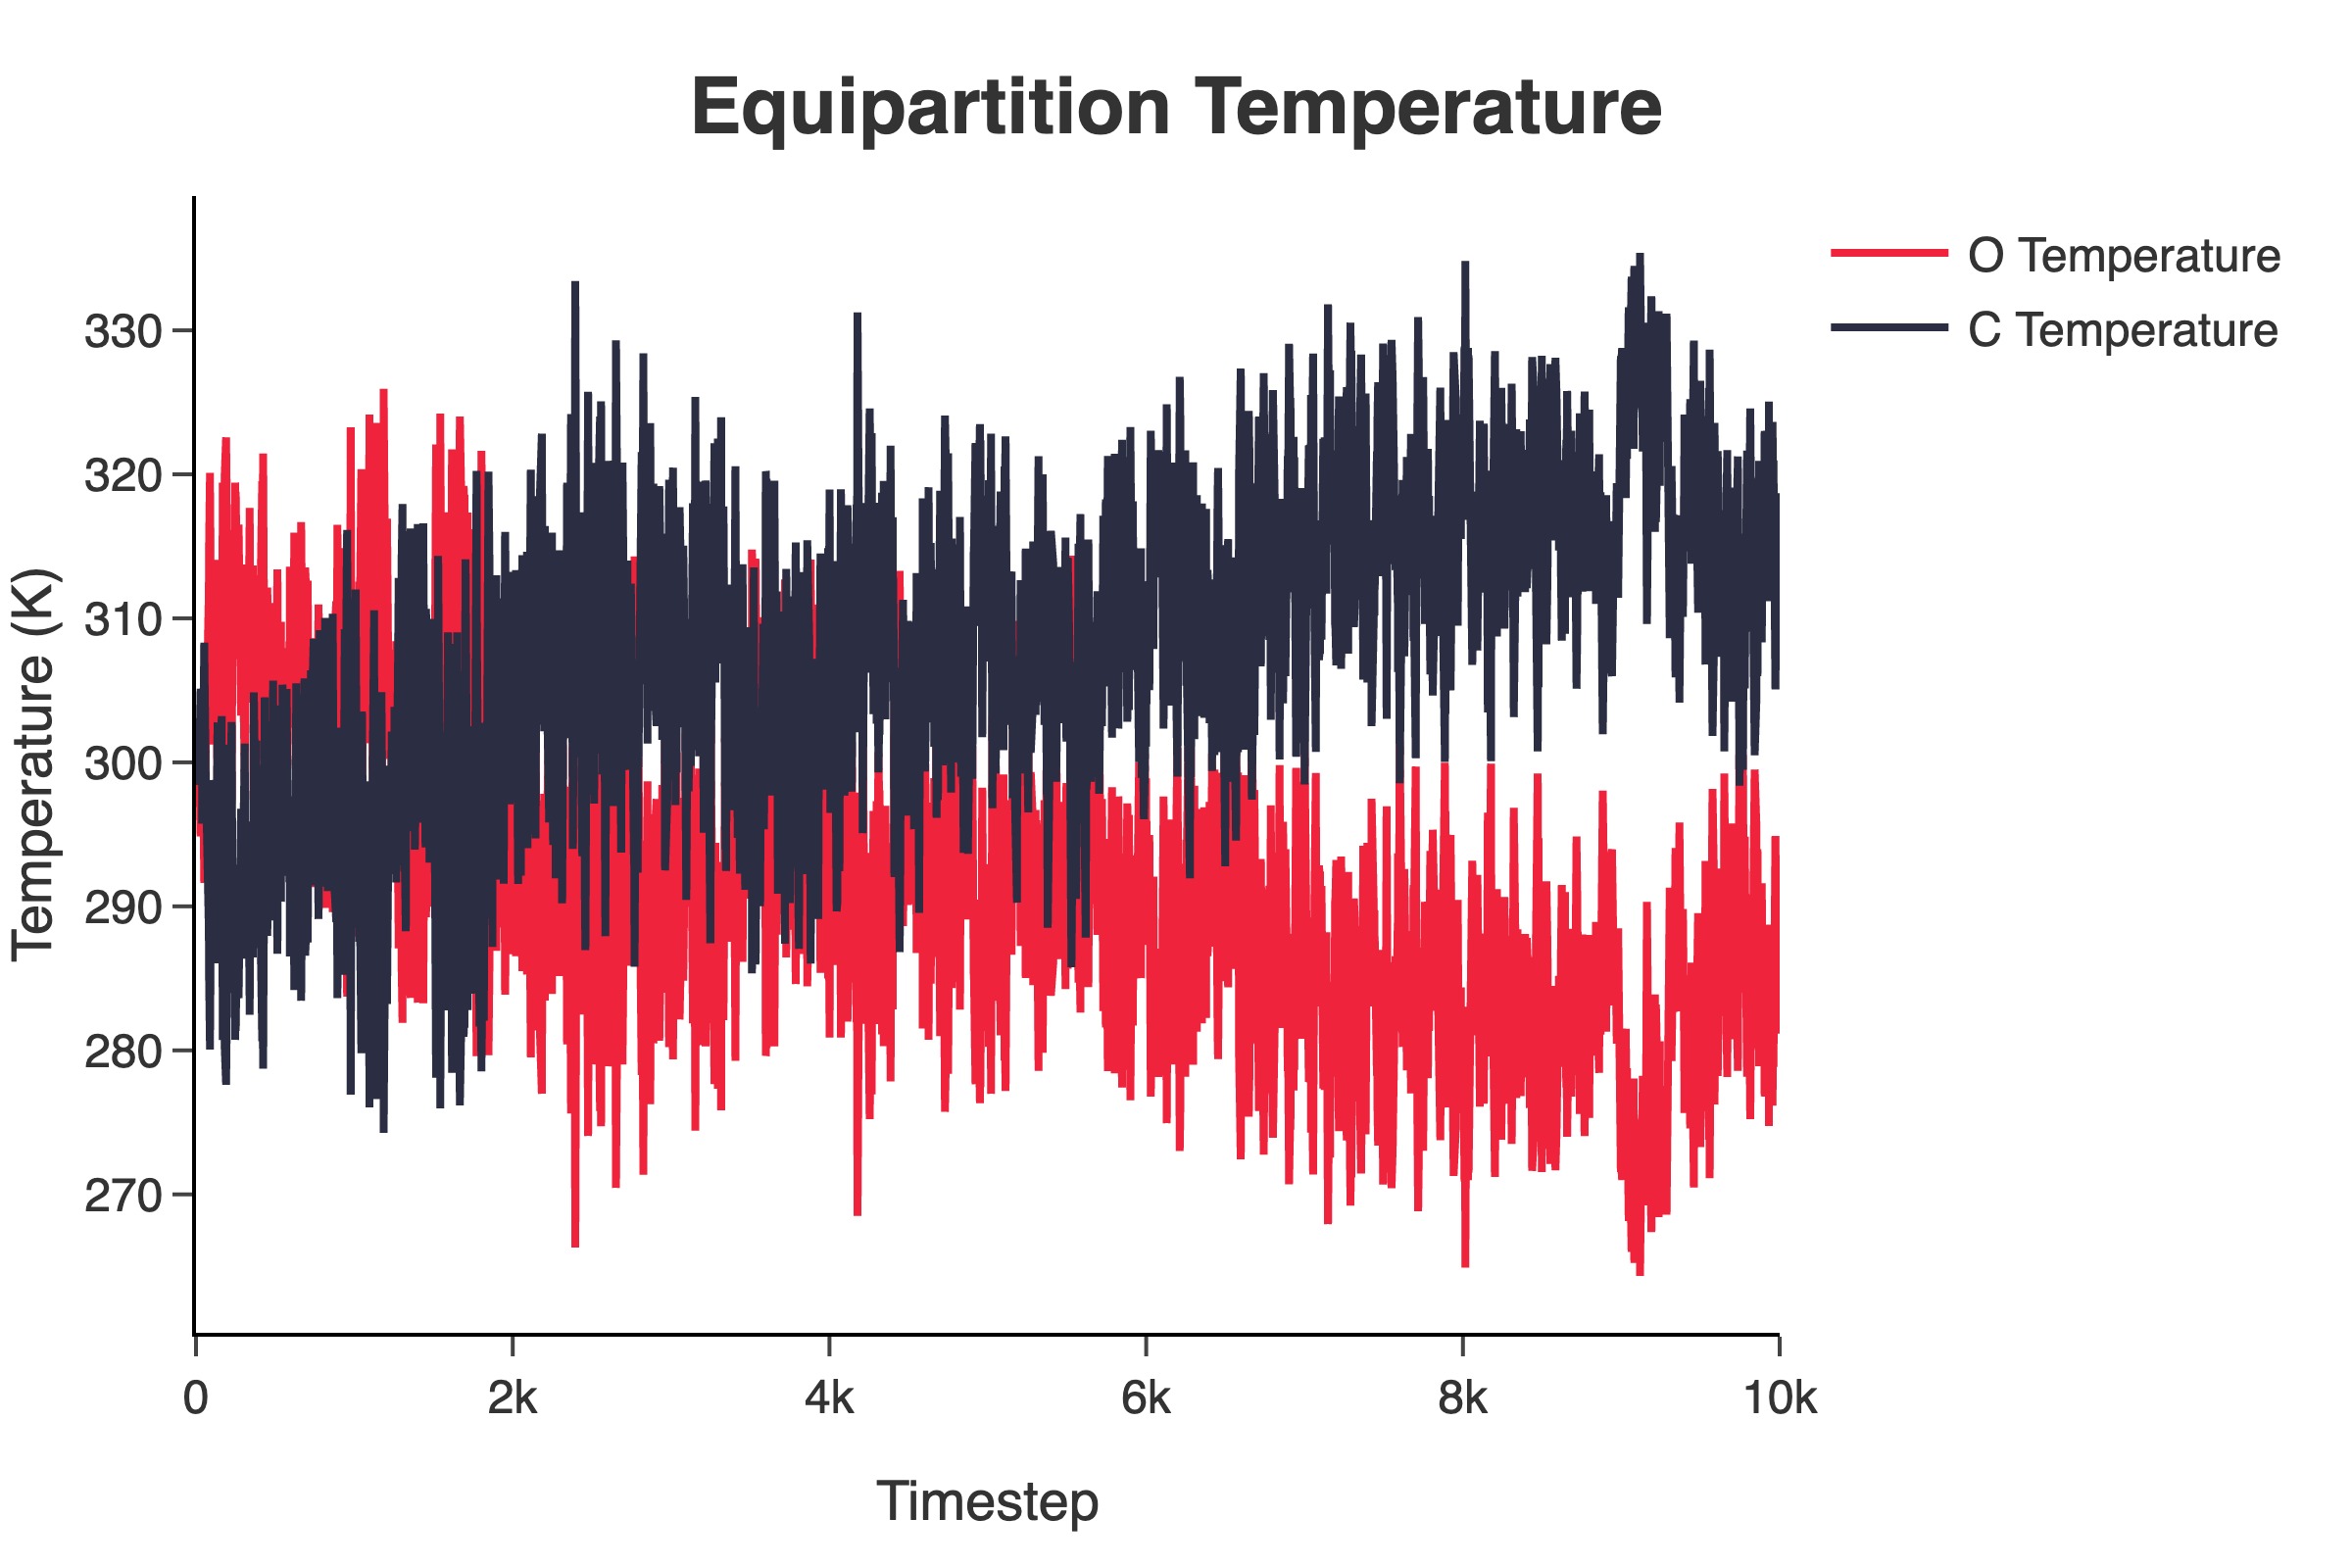 Equipartition Temperature
O Temperature
C Temperature
Temperature (K)
330
320
310
300
290
280
270
0 2k 4k 6k 8k 10k
Timestep